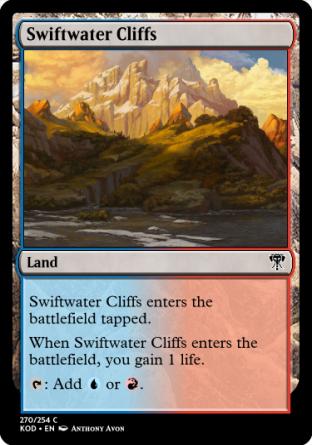 Swiftwater Cliffs
Land
Swiftwater Cliffs enters the
battlefield tapped.
When Swiftwater Cliffs enters the
battlefield, you gain 1 life.
: Add or .
270/254 C
KOD • EN Anthony Avon